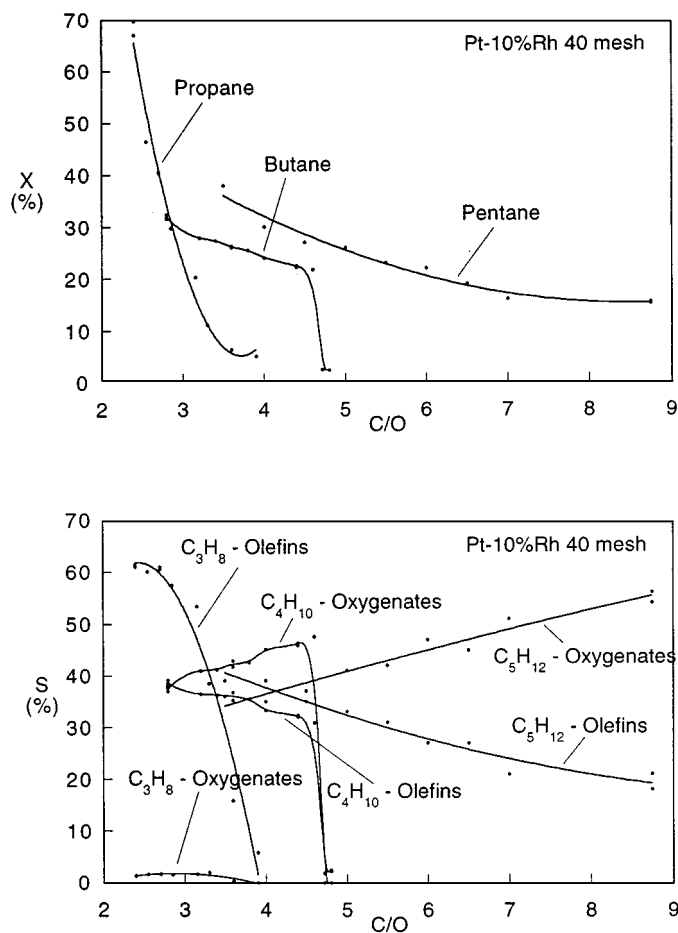 70
Pt-10%Rh 40 mesh
60
Propane
50
Butane
X
(%)
40
Pentane
30
20
10
0
2 3 4 5 6 7 8 9
C/O
70
C3H8 - Olefins
Pt-10%Rh 40 mesh
60
C4H10 - Oxygenates
50
S
(%)
40
C5H12 - Oxygenates
30
C5H12 - Olefins
20
C3H8 - Oxygenates
C4H10 - Olefins
10
0
2 3 4 5 6 7 8 9
C/O